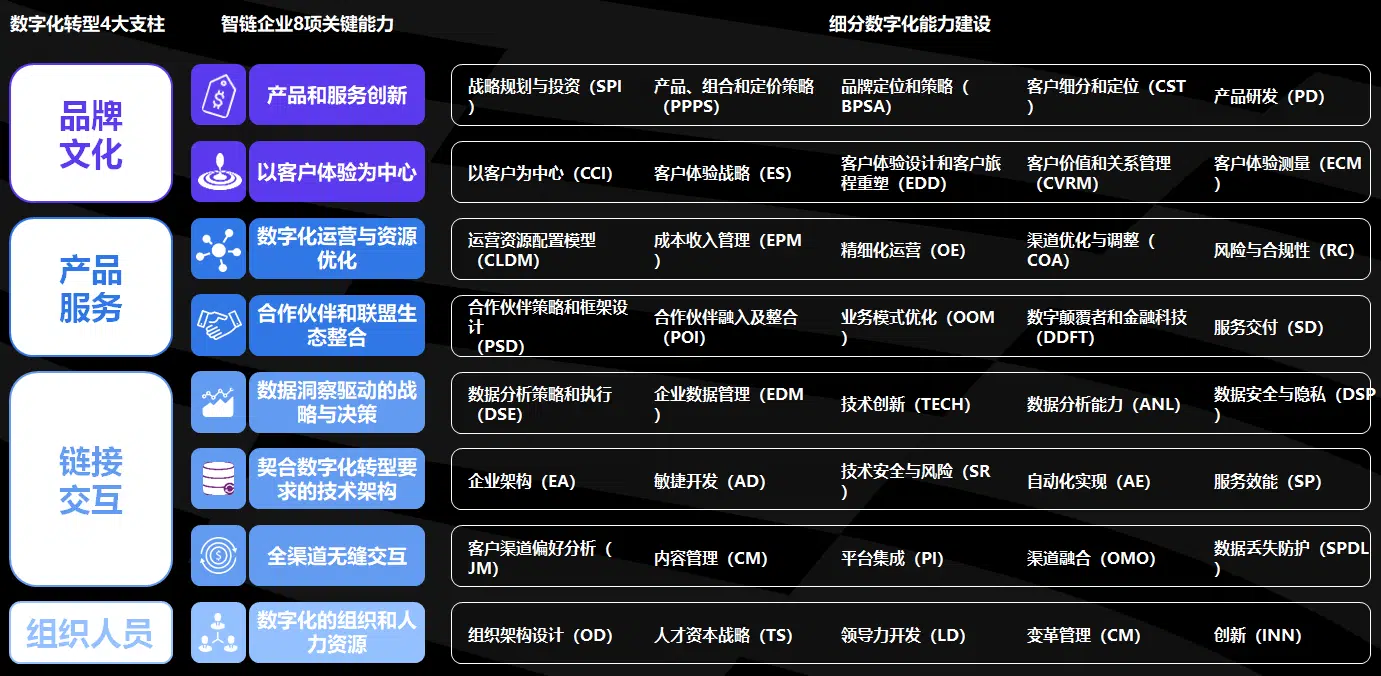 数字化转型4大支柱
智链企业8项关键能力
细分数字化能力建设
品牌
文化
产品和服务创新
战略规划与投资（SPI
）
产品、组合和定价策略
（PPPS）
品牌定位和策略（
BPSA）
客户细分和定位（CST
）
产品研发（PD）
以客户体验为中心
以客户为中心（CCI）
客户体验战略（ES）
客户体验设计和客户旅
程重塑（EDD）
客户价值和关系管理
（CVRM）
客户体验测量（ECM
）
产品
服务
数字化运营与资源
优化
运营资源配置模型
（CLDM）
成本收入管理（EPM
）
精细化运营（OE）
渠道优化与调整（
COA）
风险与合规性（RC）
合作伙伴和联盟生
态整合
合作伙伴策略和框架设
计
（PSD）
合作伙伴融入及整合
（POI）
业务模式优化（OOM
）
数字颠覆者和金融科技
（DDFT）
服务交付（SD）
链接
交互
数据洞察驱动的战
略与决策
数据分析策略和执行
（DSE）
企业数据管理（EDM
）
技术创新（TECH）
数据分析能力（ANL）
数据安全与隐私（DSP
）
契合数字化转型要
求的技术架构
企业架构（EA）
敏捷开发（AD）
技术安全与风险（SR
）
自动化实现（AE）
服务效能（SP）
全渠道无缝交互
客户渠道偏好分析（
JM）
内容管理（CM）
平台集成（PI）
渠道融合（OMO）
数据丢失防护（SPDL
）
组织人员
数字化的组织和人
力资源
组织架构设计（OD）
人才资本战略（TS）
领导力开发（LD）
变革管理（CM）
创新（INN）